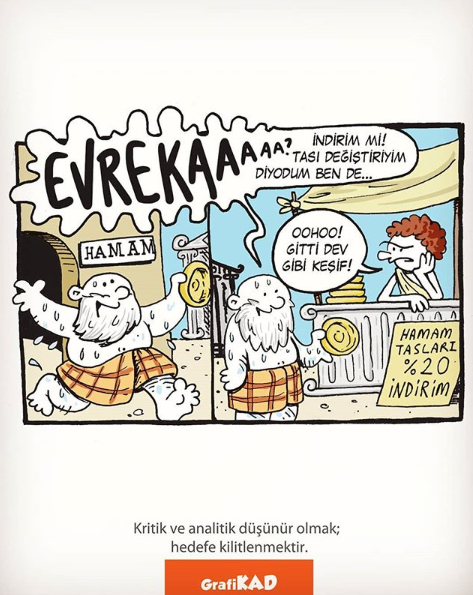 EVREKAAAAAA?
İNDİRİM Mİ!
TASI DEĞİŞTİRİYİM
DİYODUM BEN DE...
HAMAM
OOHOO!
GİTTİ DEV
GİBİ KEŞİF!
HAMAM
TASLARI
%20
İNDİRİM
Kritik ve analitik düşünür olmak;
hedefe kilitlenmektir.
GrafiKAD